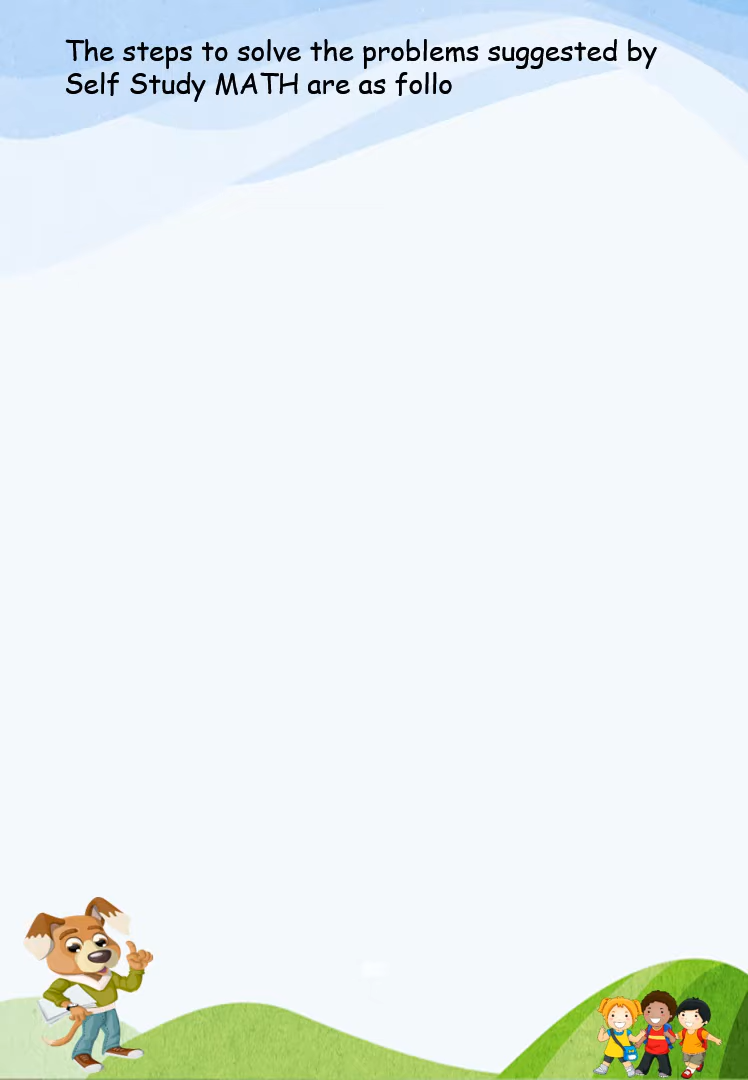 The steps to solve the problems suggested by
Self Study MATH are as follo